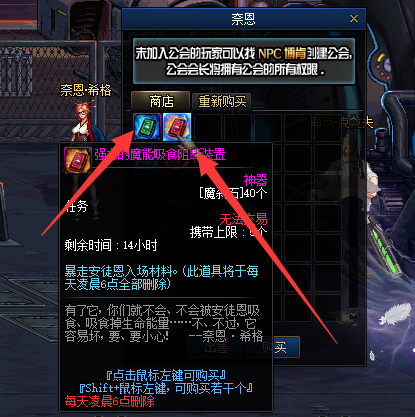 奈恩
未加入公会的玩家可以找 NPC 博肯创建公会,
公会会长将拥有公会的所有权限.
奈恩·希格
商店
重新购买
强
的魔能吸食阻
装置
神器
[魔刹石]40个
任务
无法交易
携带上限:5个
剩余时间:14小时
暴走安徒恩入场材料。(此道具将于每
天凌晨6点全部删除)
有了它,你们就不会、不会被安徒恩吸
食、吸食掉生命能量……不、不过,它
容易坏,要、要小心! --奈恩·希格
买
『点击鼠标左键可购买』
『Shift+鼠标左键,可购买若干个』
每天凌晨6点删除